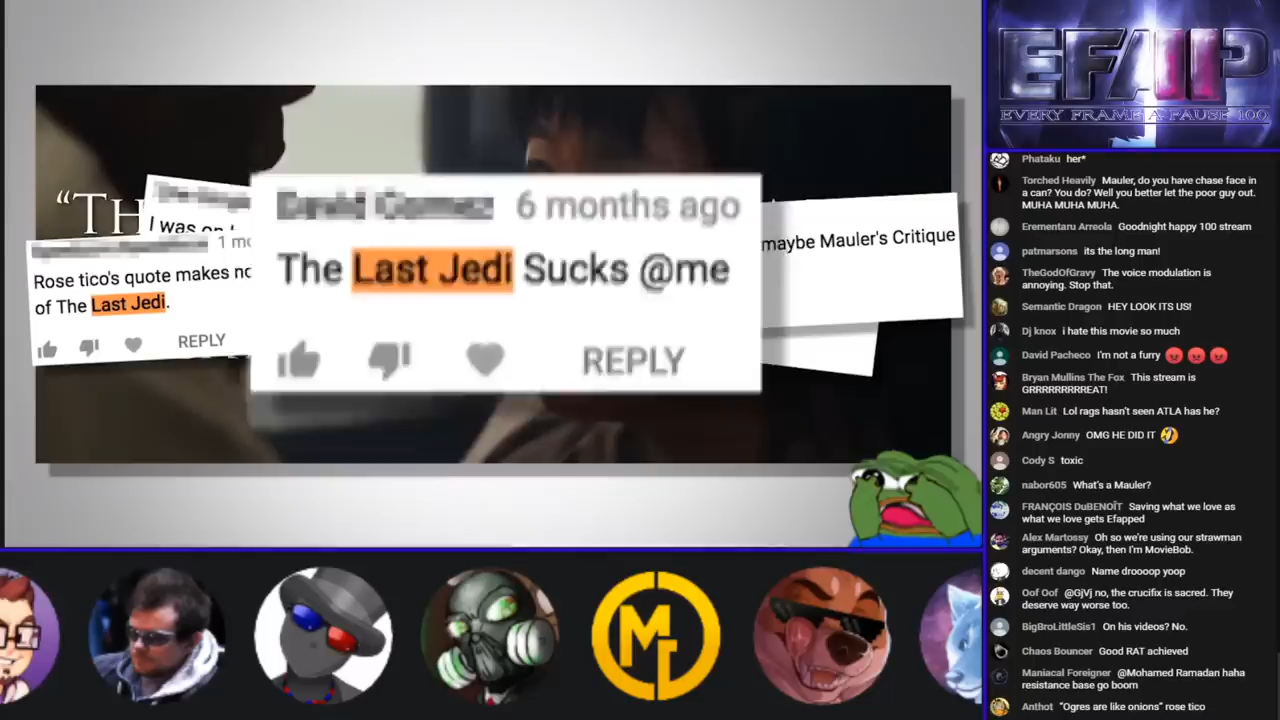 "TH
I was on
1 mo
Rose tico's quote makes no
of The Last Jedi.
REPLY
6 months ago
The Last Jedi Sucks @me
REPLY
maybe Mauler's Critique
EFAP
EVERY FRAME A PAUSE 100
Phataku her*
Torched Heavily Mauler, do you have chase face in
a can? You do? Well you better let the poor guy out.
MUHA MUHA MUHA.
Erementaru Arreola Goodnight happy 100 stream
patmarsons its the long man!
TheGodOfGravy The voice modulation is
annoying. Stop that.
Semantic Dragon HEY LOOK ITS US!
Dj knox i hate this movie so much
David Pacheco I'm not a furry
Bryan Mullins The Fox This stream is
GRRRRRRRREAT!
Man Lit Lol rags hasn't seen ATLA has he?
Angry Jonny OMG HE DID IT
Cody S toxic
nabor605 What's a Mauler?
FRANÇOIS DuBENOÎT Saving what we love as
what we love gets Efapped
Alex Martossy Oh so we're using our strawman
arguments? Okay, then I'm MovieBob.
decent dango Name droooop yoop
Oof Oof @GjVj no, the crucifix is sacred. They
deserve way worse too.
BigBroLittleSis1 On his videos? No.
Chaos Bouncer Good RAT achieved
Maniacal Foreigner @Mohamed Ramadan haha
resistance base go boom
Anthot "Ogres are like onions" rose tico